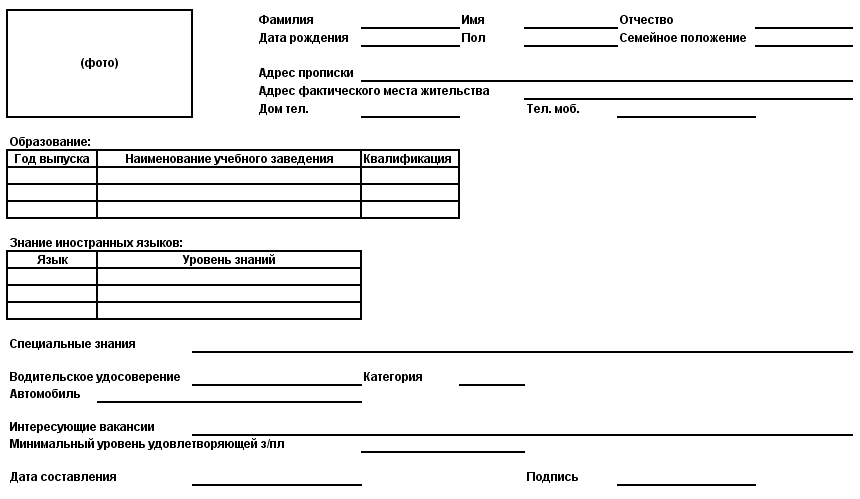 (фото)
Фамилия Имя Отчество
Дата рождения Пол Семейное положение
Адрес прописки
Адрес фактического места жительства
Дом тел. Тел. моб.
Образование:
Год выпуска Наименование учебного заведения Квалификация
Знание иностранных языков:
Язык Уровень знаний
Специальные знания
Водительское удосоверение Категория
Автомобиль
Интересующие вакансии
Минимальный уровень удовлетворяющей з/пл
Дата составления Подпись